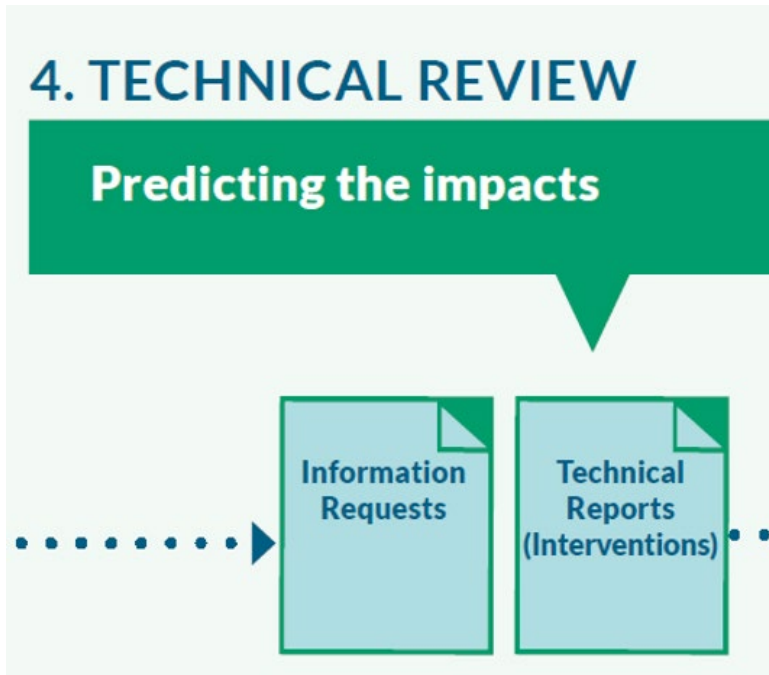 4. TECHNICAL REVIEW
Predicting the impacts
Information
Requests
Technical
Reports
(Interventions)